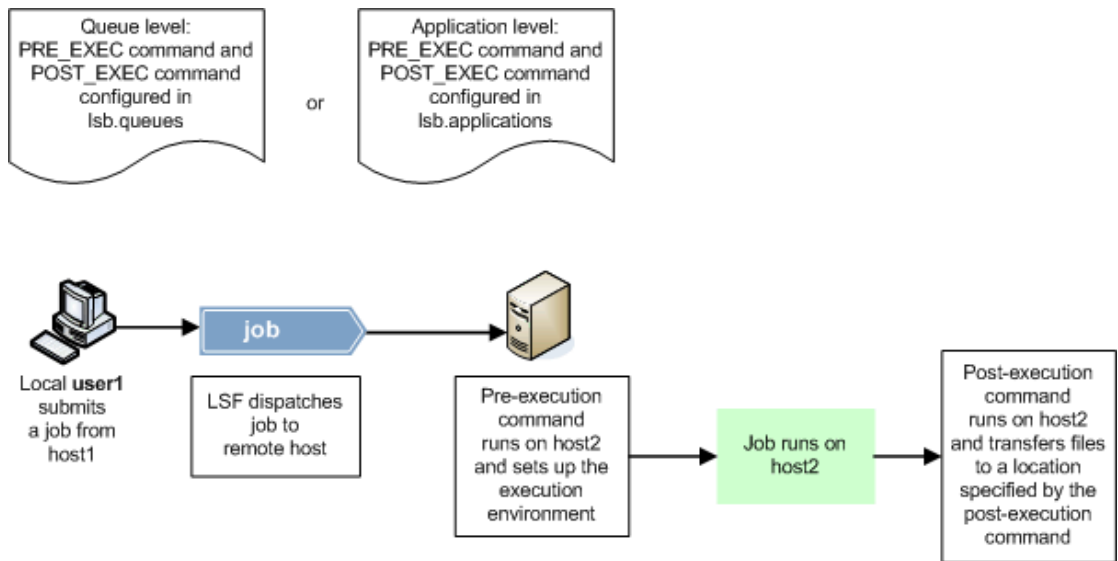 Queue level:
PRE_EXEC command and
POST_EXEC command
configured in
lsb.queues
or
Application level:
PRE_EXEC command and
POST_EXEC command
configured in
lsb.applications
job
Local user1
submits
a job from
host1
LSF dispatches
job to
remote host
Pre-execution
command
runs on host2
and sets up the
execution
environment
Job runs on
host2
Post-execution
command
runs on host2
and transfers files
to a location
specified by the
post-execution
command